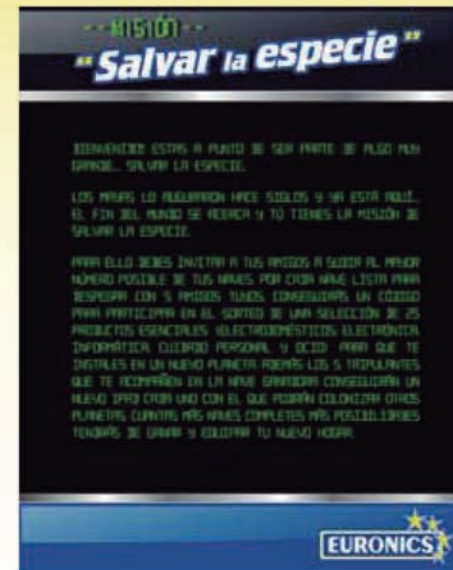 --MISIÓN--
"Salvar la especie"
BIENVENID@! ESTÁS A PUNTO DE SER PARTE DE ALGO MUY
GRANDE... SALVAR LA ESPECIE.
LOS MAYAS LO AUGURARON HACE SIGLOS Y YA ESTÁ AQUÍ...
EL FIN DEL MUNDO SE ACERCA Y TÚ TIENES LA MISIÓN DE
SALVAR LA ESPECIE.
PARA ELLO DEBES INVITAR A TUS AMIGOS A SUBIR AL MAYOR
NÚMERO POSIBLE DE TUS NAVES. POR CADA NAVE LISTA PARA
DESPEGAR CON 5 AMIGOS TUYOS, CONSEGUIRÁS UN CÓDIGO
PARA PARTICIPAR EN EL SORTEO DE UNA SELECCIÓN DE 25
PRODUCTOS ESENCIALES (ELECTRODOMÉSTICOS, ELECTRÓNICA,
INFORMÁTICA, CUIDADO PERSONAL Y OCIO) PARA QUE TE
INSTALES EN UN NUEVO PLANETA. ADEMÁS LOS 5 TRIPULANTES
QUE TE ACOMPAÑEN EN LA NAVE GANADORA CONSEGUIRÁN UN
NUEVO IPAD CADA UNO CON EL QUE PODRÁN COLONIZAR OTROS
PLANETAS. CUANTAS MÁS NAVES COMPLETES MÁS POSIBILIDADES
TENDRÁS DE GANAR Y EQUIPAR TU NUEVO HOGAR.
EURONICS